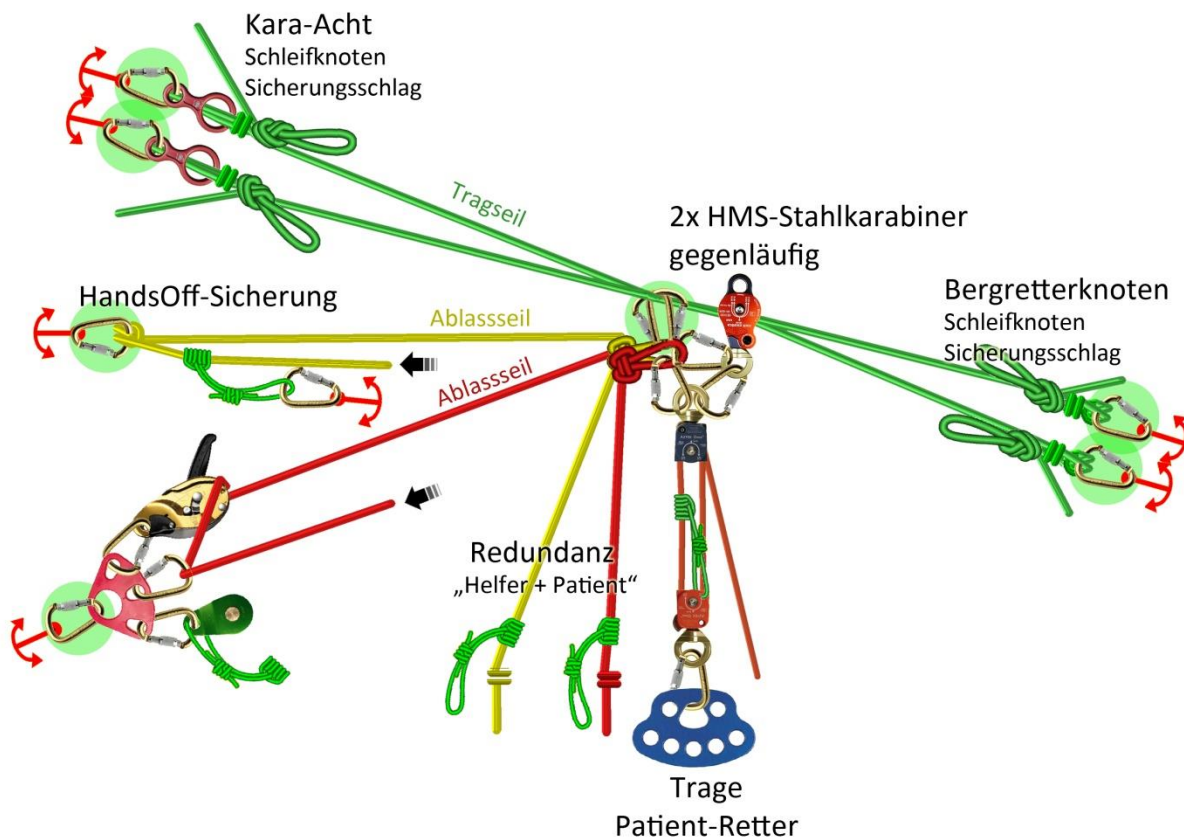 Kara-Acht
Schleifknoten
Sicherungsschlag
Tragseil
2x HMS-Stahlkarabiner
gegenläufig
HandsOff-Sicherung
Ablassseil
Bergretterknoten
Schleifknoten
Sicherungsschlag
Ablassseil
Redundanz
„Helfer + Patient“
Trage
Patient-Retter